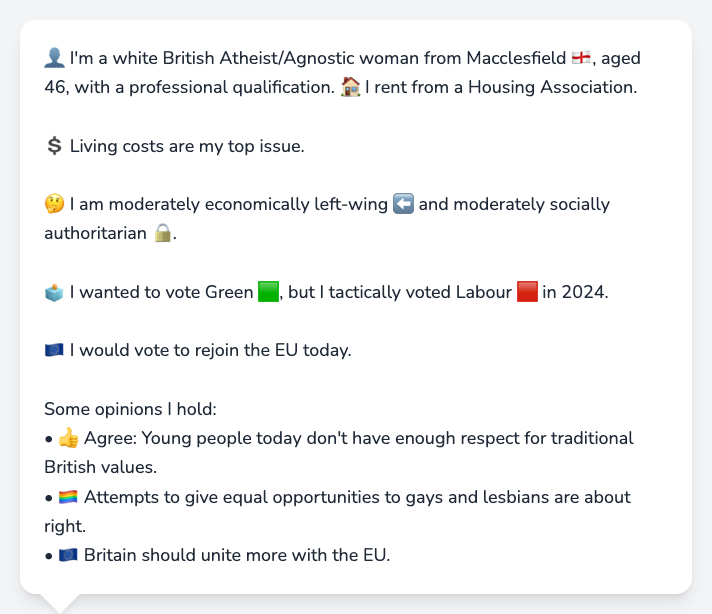 👤 I'm a white British Atheist/Agnostic woman from Macclesfield 🏴󠁧󠁢󠁥󠁮󠁧󠁿, aged
46, with a professional qualification. 🏠 I rent from a Housing Association.
💲 Living costs are my top issue.
🤔 I am moderately economically left-wing ⬅️ and moderately socially
authoritarian 🔒.
🗳️ I wanted to vote Green 🟩, but I tactically voted Labour 🟥 in 2024.
🇪🇺 I would vote to rejoin the EU today.
Some opinions I hold:
• 👍 Agree: Young people today don't have enough respect for traditional
British values.
• 🏳️‍🌈 Attempts to give equal opportunities to gays and lesbians are about
right.
• 🇪🇺 Britain should unite more with the EU.